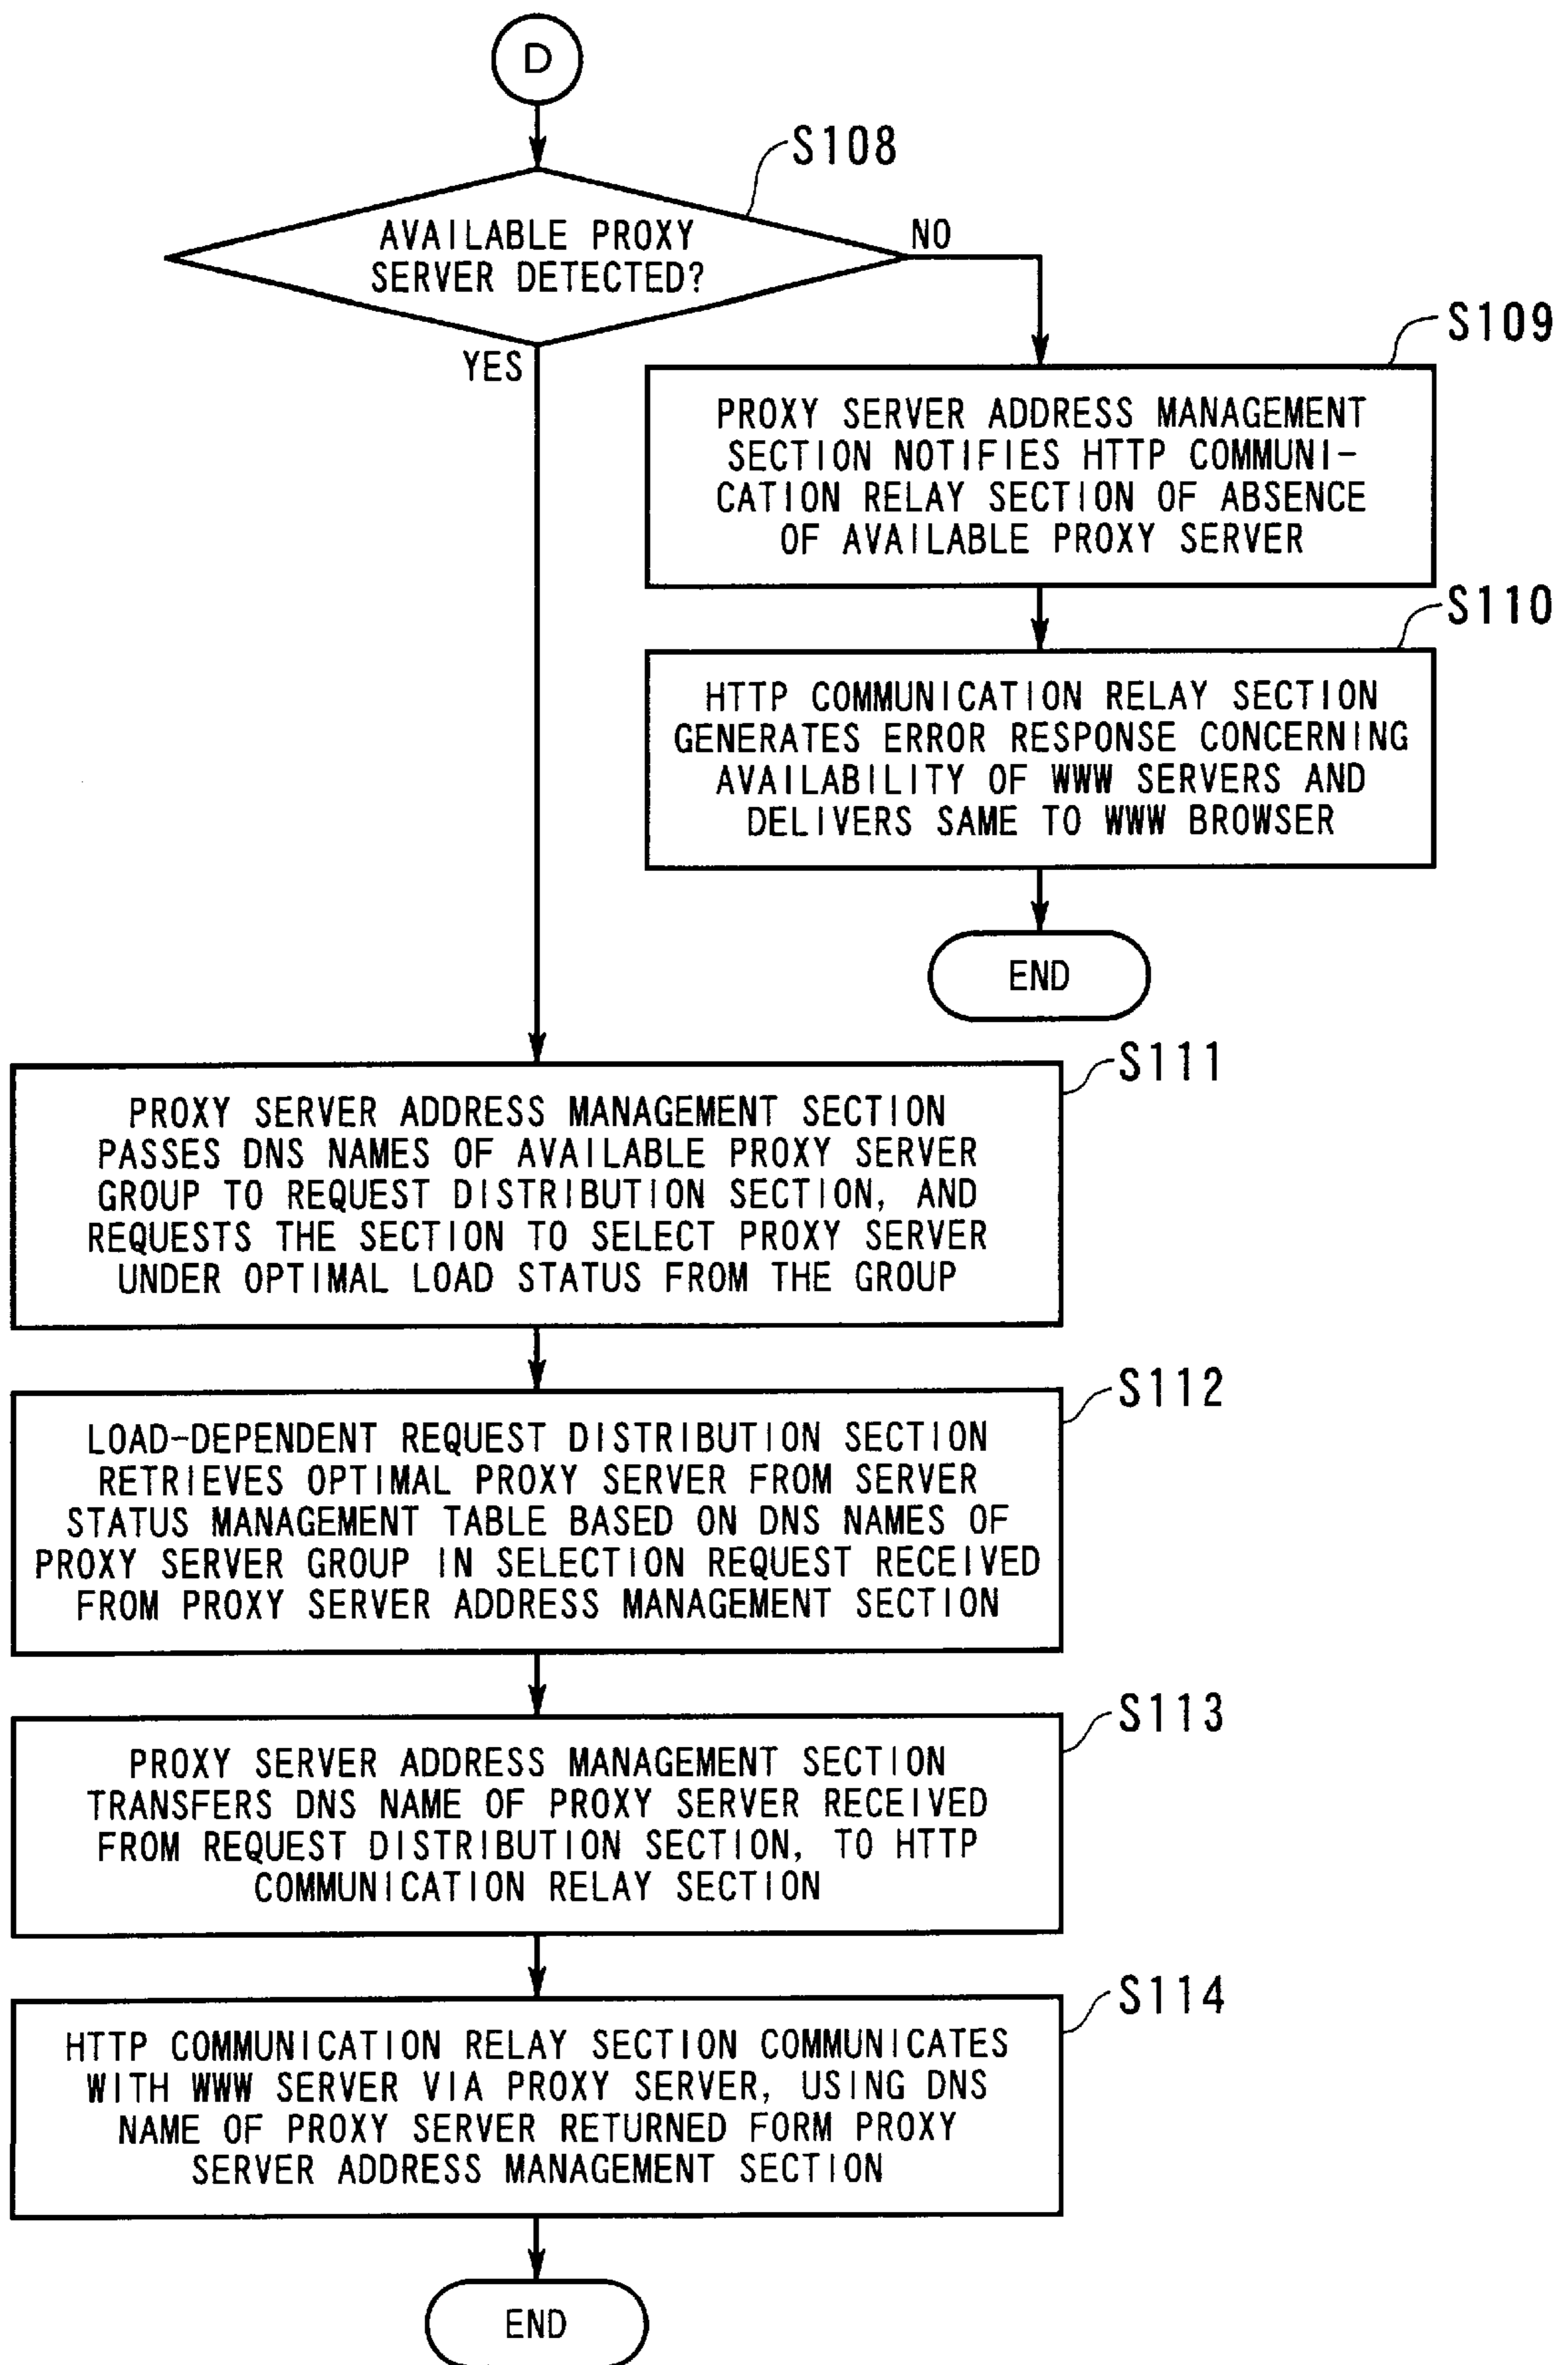 D
S108
AVAILABLE PROXY
SERVER DETECTED?
NO
YES
S109
PROXY SERVER ADDRESS MANAGEMENT
SECTION NOTIFIES HTTP COMMUNI-
CATION RELAY SECTION OF ABSENCE
OF AVAILABLE PROXY SERVER
S110
HTTP COMMUNICATION RELAY SECTION
GENERATES ERROR RESPONSE CONCERNING
AVAILABILITY OF WWW SERVERS AND
DELIVERS SAME TO WWW BROWSER
END
S111
PROXY SERVER ADDRESS MANAGEMENT SECTION
PASSES DNS NAMES OF AVAILABLE PROXY SERVER
GROUP TO REQUEST DISTRIBUTION SECTION, AND
REQUESTS THE SECTION TO SELECT PROXY SERVER
UNDER OPTIMAL LOAD STATUS FROM THE GROUP
S112
LOAD-DEPENDENT REQUEST DISTRIBUTION SECTION
RETRIEVES OPTIMAL PROXY SERVER FROM SERVER
STATUS MANAGEMENT TABLE BASED ON DNS NAMES OF
PROXY SERVER GROUP IN SELECTION REQUEST RECEIVED
FROM PROXY SERVER ADDRESS MANAGEMENT SECTION
S113
PROXY SERVER ADDRESS MANAGEMENT SECTION
TRANSFERS DNS NAME OF PROXY SERVER RECEIVED
FROM REQUEST DISTRIBUTION SECTION, TO HTTP
COMMUNICATION RELAY SECTION
S114
HTTP COMMUNICATION RELAY SECTION COMMUNICATES
WITH WWW SERVER VIA PROXY SERVER, USING DNS
NAME OF PROXY SERVER RETURNED FORM PROXY
SERVER ADDRESS MANAGEMENT SECTION
END